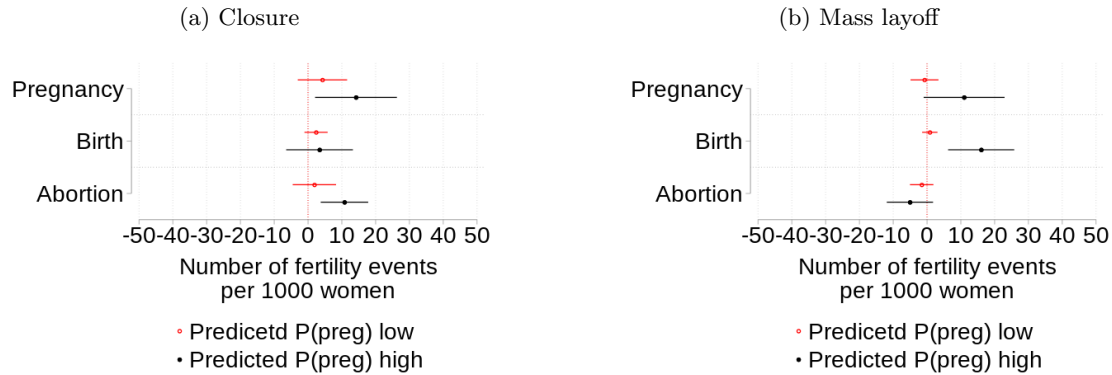 (a) Closure
Pregnancy
Birth
Abortion
-50 -40 -30 -20 -10 0 10 20 30 40 50
Number of fertility events
per 1000 women
Predicetd P(preg) low
Predicted P(preg) high
(b) Mass layoff
Pregnancy
Birth
Abortion
-50 -40 -30 -20 -10 0 10 20 30 40 50
Number of fertility events
per 1000 women
Predicetd P(preg) low
Predicted P(preg) high